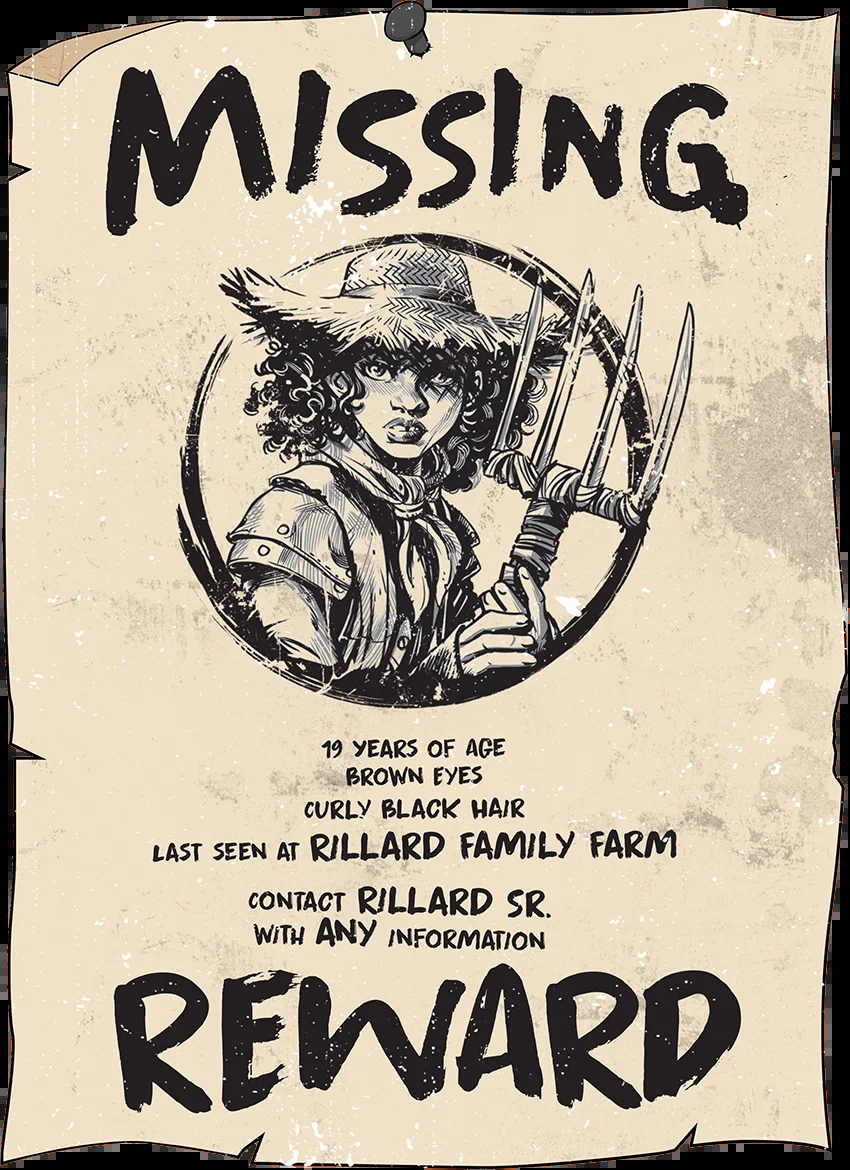 MISSING
19 YEARS OF AGE
BROWN EYES
CURLY BLACK HAIR
LAST SEEN AT RILLARD FAMILY FARM
CONTACT RILLARD SR.
WITH ANY INFORMATION
REWARD